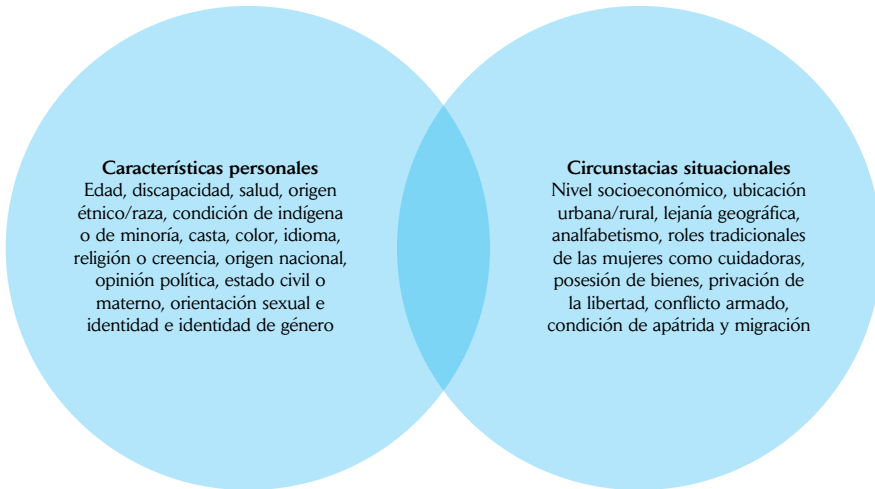 Características personales
Edad, discapacidad, salud, origen
étnico/raza, condición de indígena
o de minoría, casta, color, idioma,
religión o creencia, origen nacional,
opinión política, estado civil o
materno, orientación sexual e
identidad e identidad de género
Circunstacias situacionales
Nivel socioeconómico, ubicación
urbana/rural, lejanía geográfica,
analfabetismo, roles tradicionales
de las mujeres como cuidadoras,
posesión de bienes, privación de
la libertad, conflicto armado,
condición de apátrida y migración